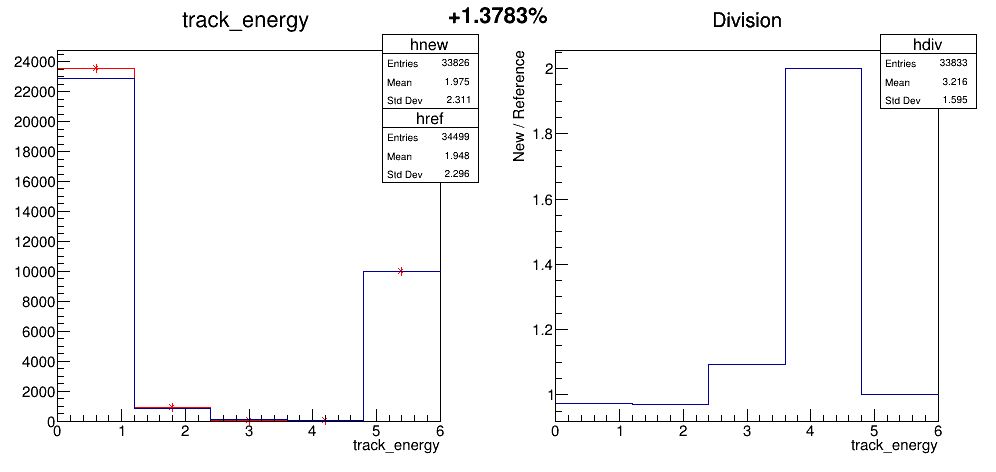 track_energy
+1.3783%
Division
hnew
Entries 33826
Mean 1.975
Std Dev 2.311
href
Entries 34499
Mean 1.948
Std Dev 2.296
24000
22000
20000
18000
16000
14000
12000
10000
8000
6000
4000
2000
0
0 1 2 3 4 5 6
track_energy
hdiv
Entries 33833
Mean 3.216
Std Dev 1.595
New / Reference
2
1.8
1.6
1.4
1.2
1
0 1 2 3 4 5 6
track_energy